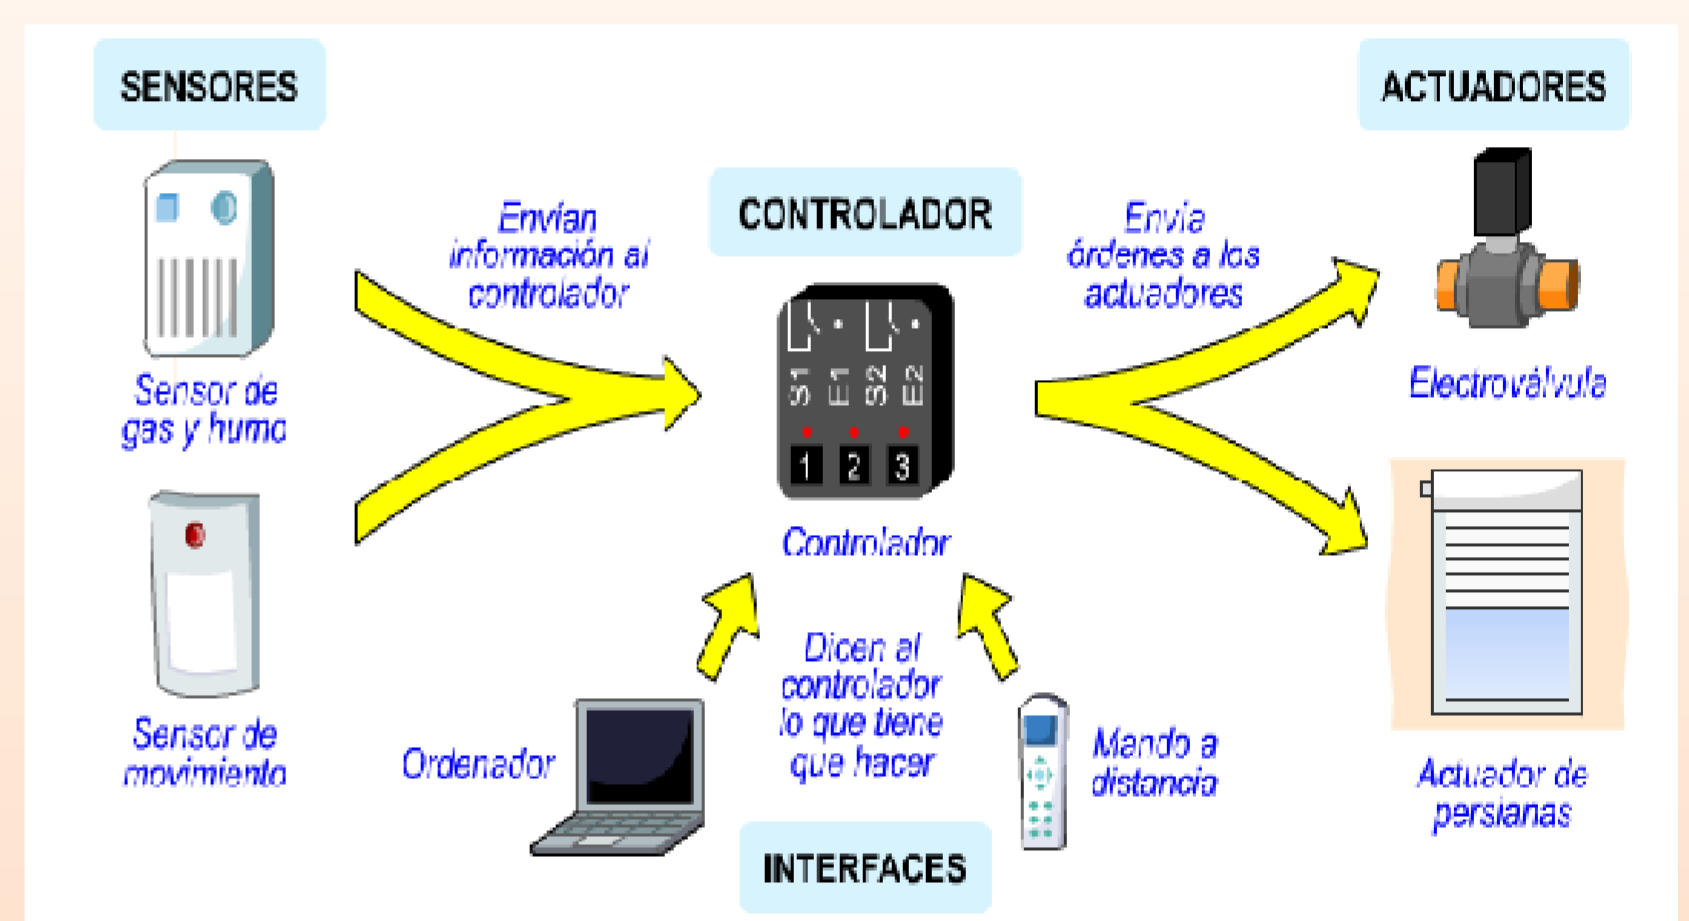 SENSORES
Sensor de
gas y humo
Sensor de
movimiento
Envían
información al
controlador
CONTROLADOR
S1 E1 S2 E2
1 2 3
Controlador
Envía
órdenes a los
actuadores
ACTUADORES
Electroválvula
Actuador de
persianas
Ordenador
Dicen al
controlador
lo que tiene
que hacer
Mando a
distancia
INTERFACES